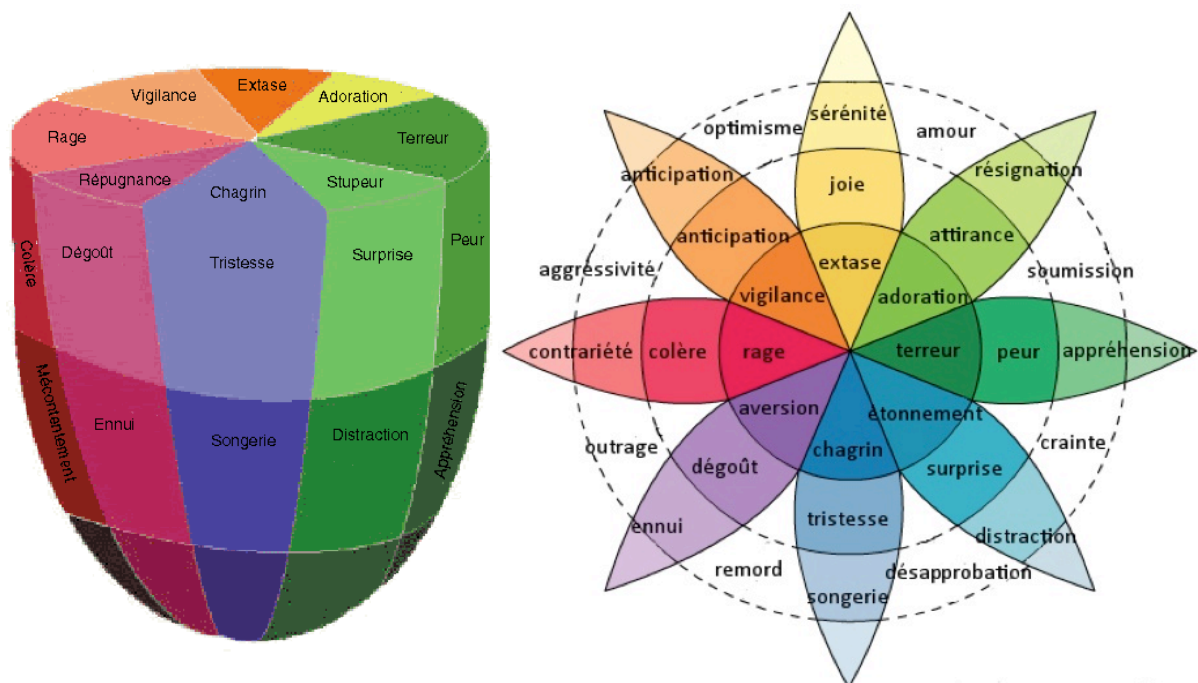 Extase
Vigilance
Adoration
Rage
Terreur
Répugnance
Stupeur
Chagrin
Colère
Dégoût
Tristesse
Surprise
Peur
Mécontentement
Ennui
Songerie
Distraction
Appréhension
sérénité
optimisme
amour
anticipation
joie
résignation
anticipation
attirance
aggréssivité
extase
soumission
vigilance
adoration
contrariété
colère
rage
terreur
peur
appréhension
aversion
étonnement
outrage
chagrin
crainte
dégoût
surprise
ennui
tristesse
distraction
remord
désapprobation
songerie